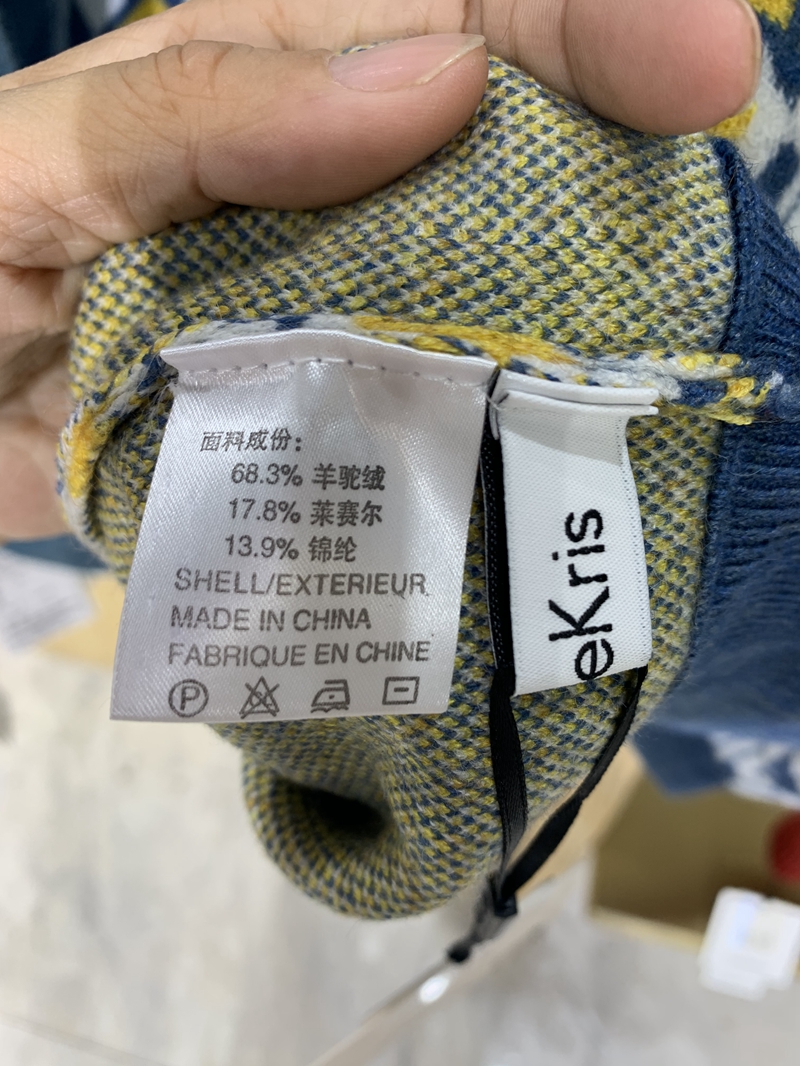 面料成份：
68.3% 羊驼绒
17.8% 莱赛尔
13.9% 锦纶
SHELL/EXTERIEUR
MADE IN CHINA
FABRIQUE EN CHINE
P
eKris